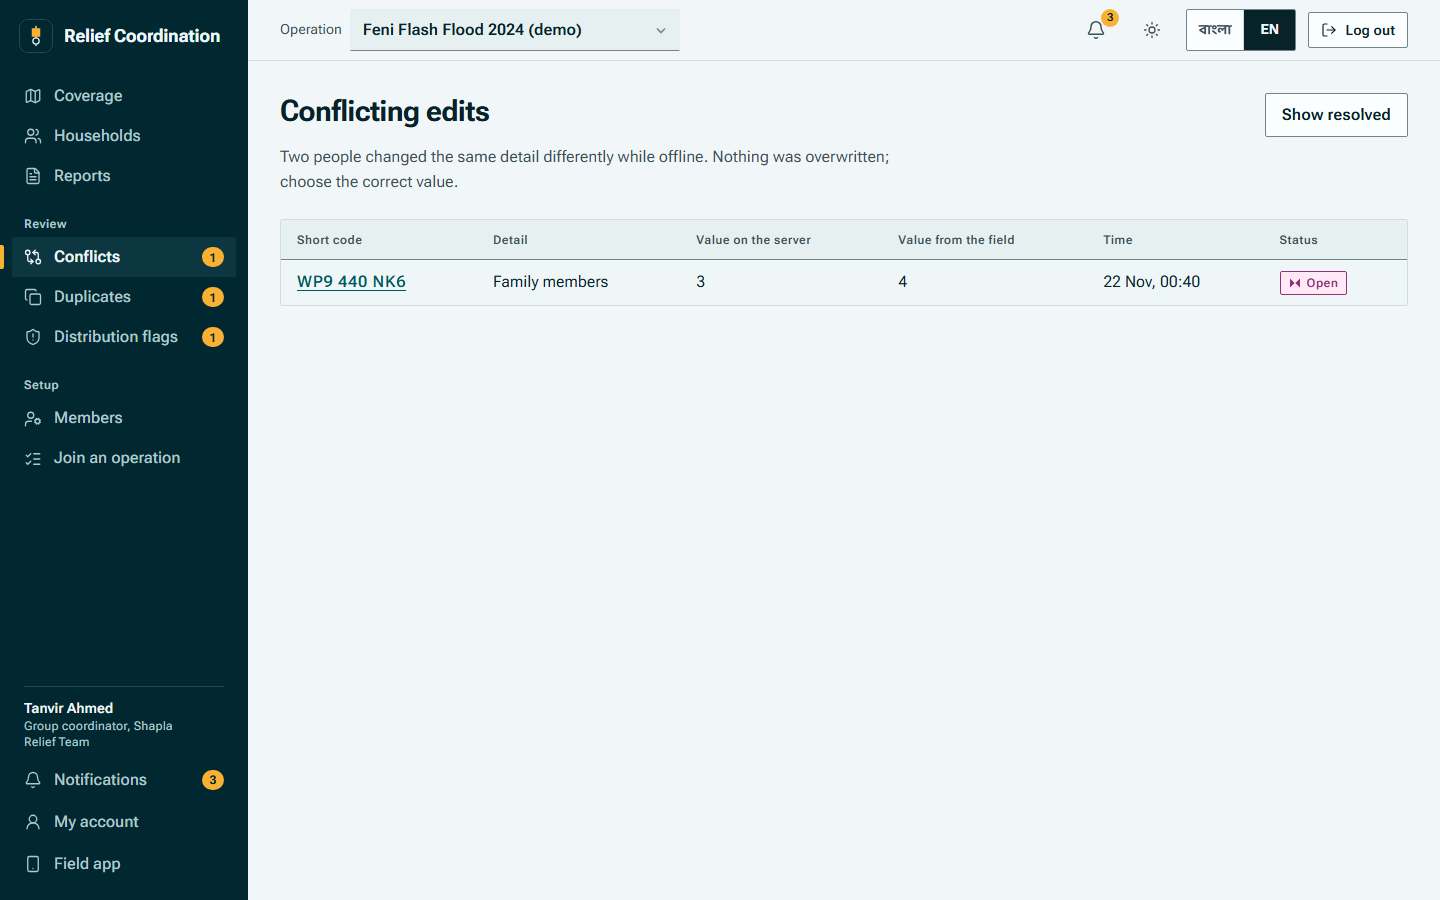 Relief Coordination
Coverage
Households
Reports
Review
Conflicts 1
Duplicates 1
Distribution flags 1
Setup
Members
Join an operation
Tanvir Ahmed
Group coordinator, Shapla
Relief Team
Notifications 3
My account
Field app
Operation Feni Flash Flood 2024 (demo) 3 বাংলা EN Log out
Conflicting edits Show resolved
Two people changed the same detail differently while offline. Nothing was overwritten;
choose the correct value.
Short code Detail Value on the server Value from the field Time Status
WP9 440 NK6 Family members 3 4 22 Nov, 00:40 Open